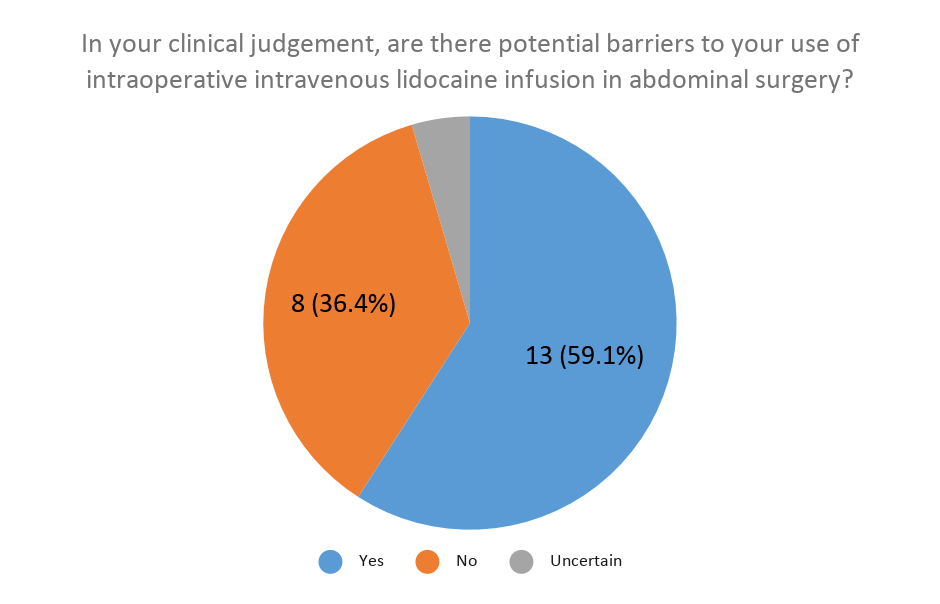 In your clinical judgement, are there potential barriers to your use of
intraoperative intravenous lidocaine infusion in abdominal surgery?
8 (36.4%)
13 (59.1%)
Yes No Uncertain